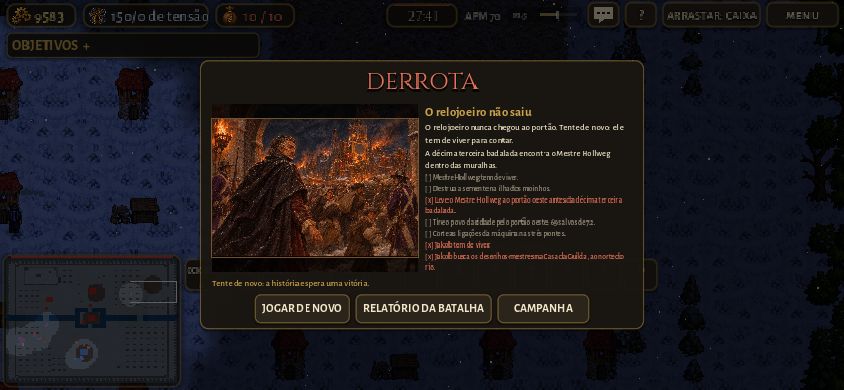 9583
150/0 de tensão
10 / 10
27:41
APM 70
?
ARRASTAR: CAIXA
MENU
OBJETIVOS +
DERROTA
O relojoeiro não saiu
O relojoeiro nunca chegou ao portão. Tente de novo: ele
tem de viver para contar.
A décima terceira badalada encontra o Mestre Hollweg
dentro das muralhas.
[ ] Mestre Hollweg tem de viver.
[ ] Destrua a semente na ilha dos moinhos.
[x] Leve o Mestre Hollweg ao portão oeste antes da décima terceira
badalada.
[ ] Tire o povo da cidade pelo portão oeste: 69 salvos de 72.
[ ] Corte as ligações da máquina nas três pontes.
[x] Jakob tem de viver.
[x] Jakob busca os desenhos-mestres na Casa da Guilda, ao norte do
rio.
Tente de novo: a história espera uma vitória.
JOGAR DE NOVO
RELATÓRIO DA BATALHA
CAMPANHA